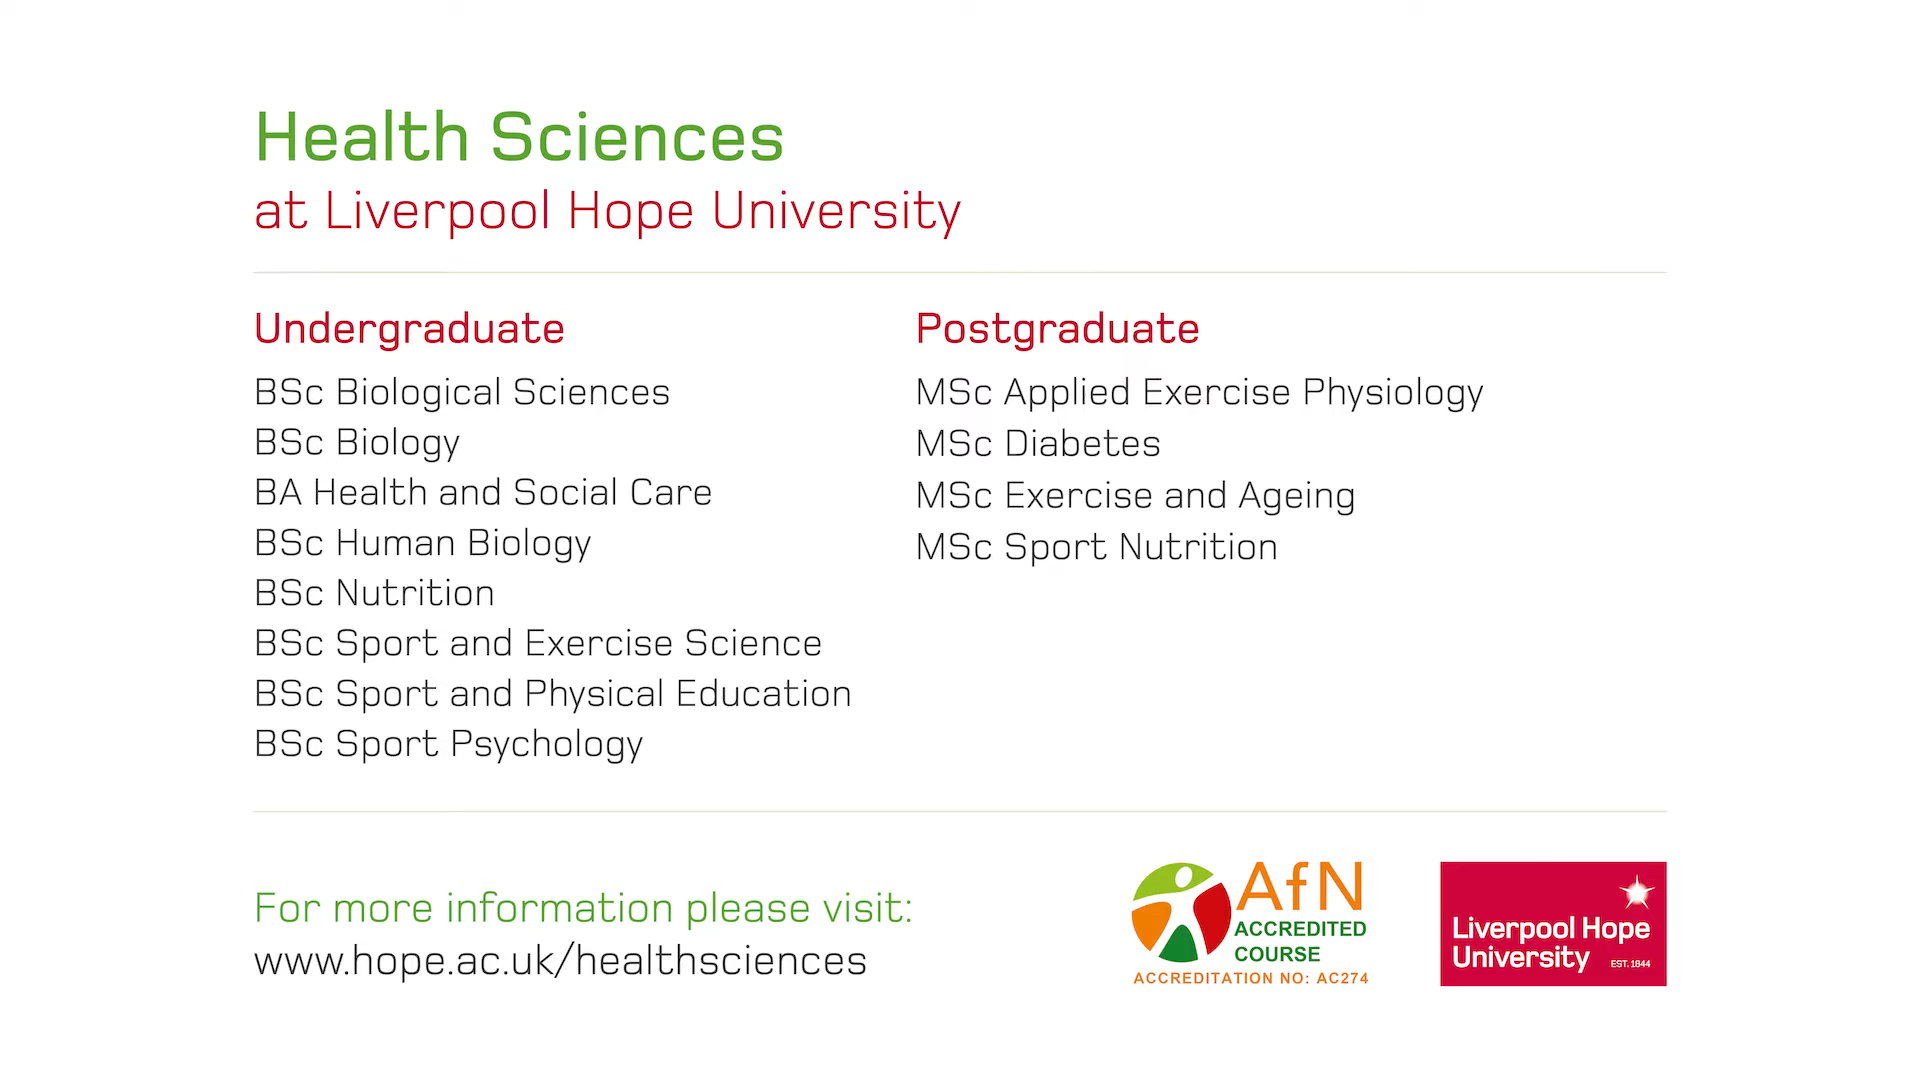 Health Sciences
at Liverpool Hope University
Undergraduate
BSc Biological Sciences
BSc Biology
BA Health and Social Care
BSc Human Biology
BSc Nutrition
BSc Sport and Exercise Science
BSc Sport and Physical Education
BSc Sport Psychology
Postgraduate
MSc Applied Exercise Physiology
MSc Diabetes
MSc Exercise and Ageing
MSc Sport Nutrition
For more information please visit:
www.hope.ac.uk/healthsciences
AfN
ACCREDITED
COURSE
ACCREDITATION NO: AC274
Liverpool Hope
University
EST. 1844